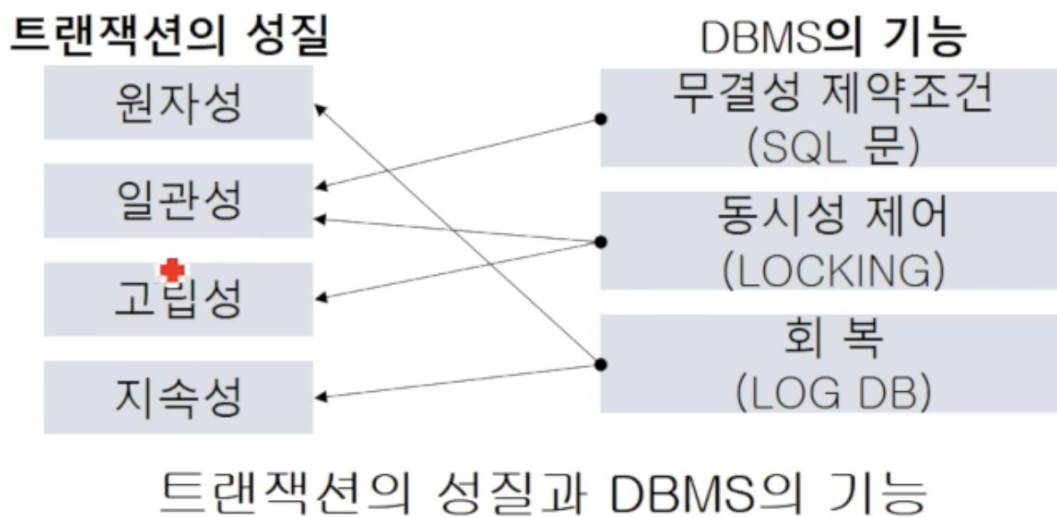 트랜잭션의 성질
DBMS의 기능
원자성
일관성
고립성
지속성
무결성 제약조건
(SQL 문)
동시성 제어
(LOCKING)
회 복
(LOG DB)
트랜잭션의 성질과 DBMS의 기능